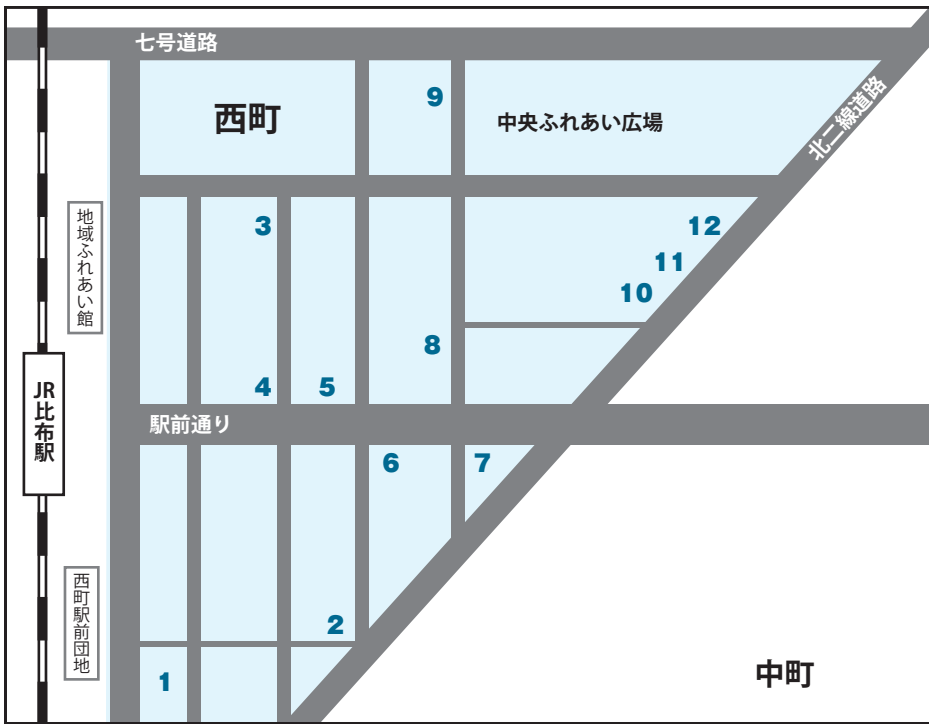 七号道路
西町
9
中央ふれあい広場
北二線道路
地域ふれあい館
3
12
11
10
8
4
5
JR比布駅
駅前通り
6
7
西町駅前団地
2
1
中町